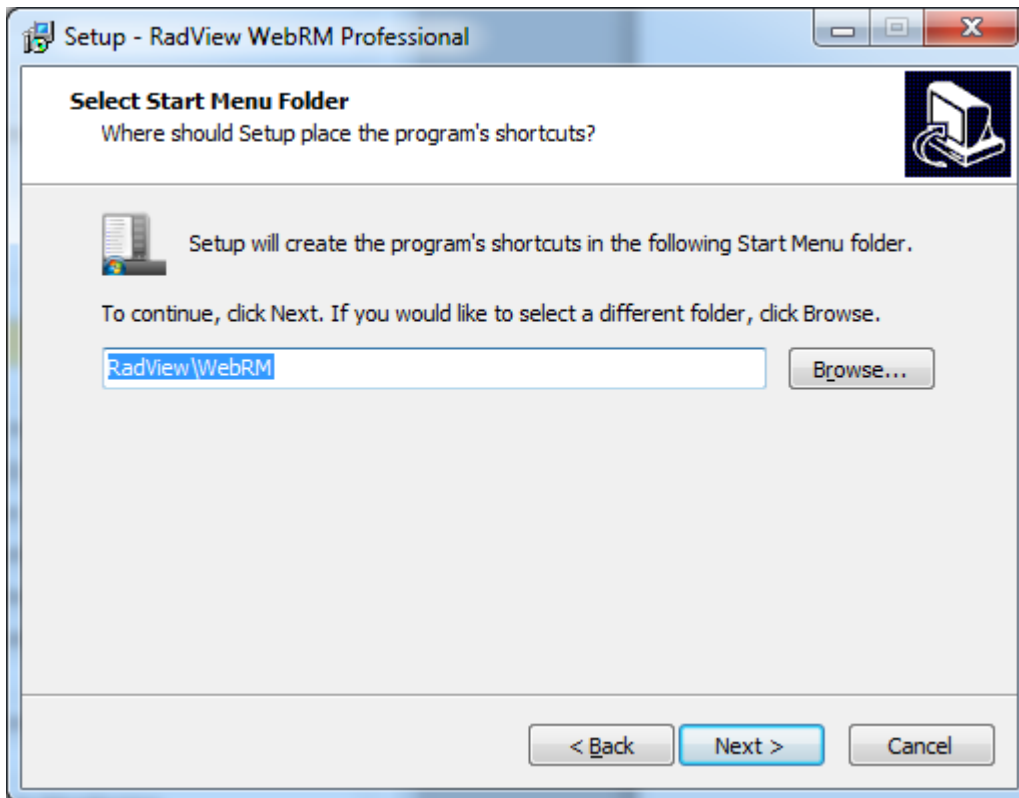 Setup - RadView WebRM Professional
Select Start Menu Folder
Where should Setup place the program's shortcuts?
Setup will create the program's shortcuts in the following Start Menu folder.
To continue, click Next. If you would like to select a different folder, click Browse.
RadView\WebRM
Browse...
< Back
Next >
Cancel